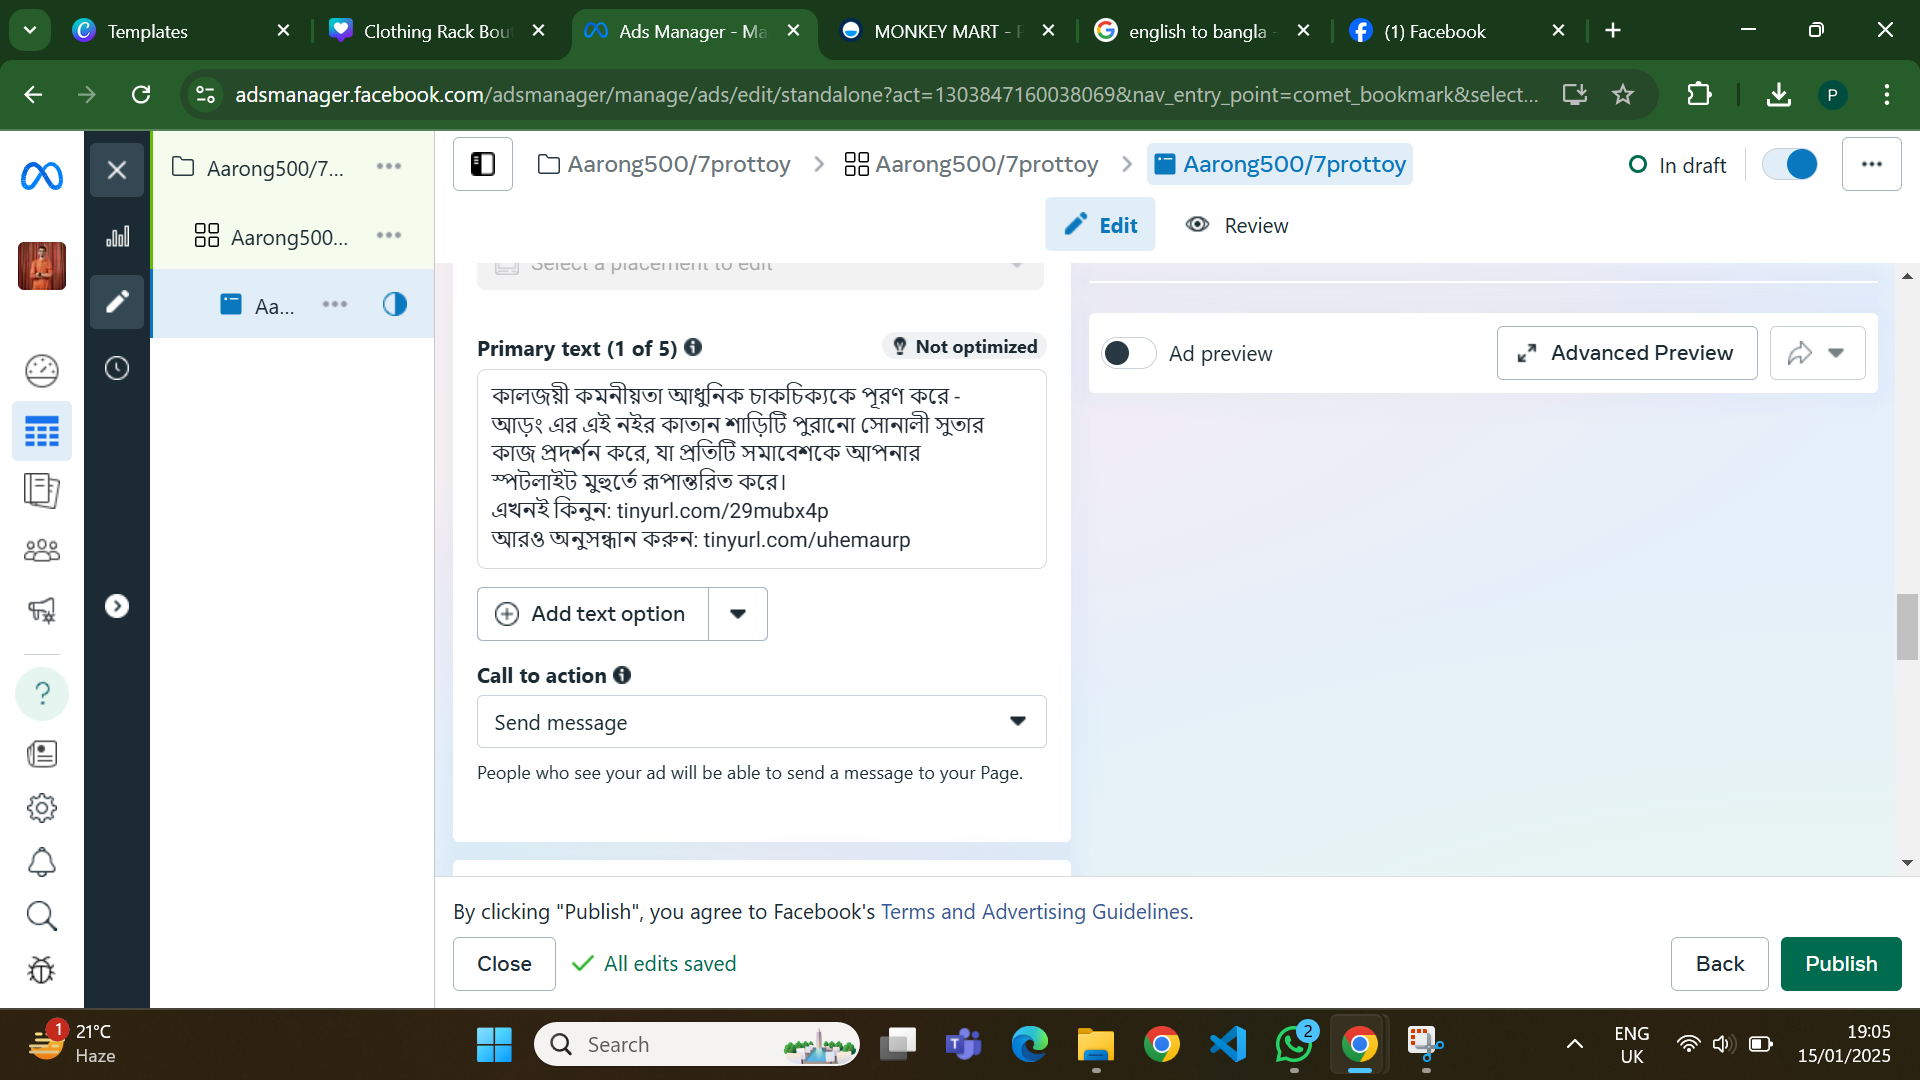 Templates
Clothing Rack Bou
Ads Manager - Ma
MONKEY MART - P
english to bangla -
(1) Facebook
adsmanager.facebook.com/adsmanager/manage/ads/edit/standalone?act=1303847160038069&nav_entry_point=comet_bookmark&select...
P
Aarong500/7...
Aarong500...
Aa...
Aarong500/7prottoy
Aarong500/7prottoy
Aarong500/7prottoy
In draft
Edit
Review
Select a placement to edit
Primary text (1 of 5)
Not optimized
কালজয়ী কমনীয়তা আধুনিক চাকচিক্যকে পূরণ করে -
আড়ং এর এই নইর কাতান শাড়িটি পুরানো সোনালী সুতার
কাজ প্রদর্শন করে, যা প্রতিটি সমাবেশকে আপনার
স্পটলাইট মুহুর্তে রূপান্তরিত করে।
এখনই কিনুন: tinyurl.com/29mubx4p
আরও অনুসন্ধান করুন: tinyurl.com/uhemaurp
Add text option
Call to action
Send message
People who see your ad will be able to send a message to your Page.
Ad preview
Advanced Preview
By clicking "Publish", you agree to Facebook's Terms and Advertising Guidelines.
Close
All edits saved
Back
Publish
1
21°C
Haze
Search
2
ENG
UK
19:05
15/01/2025